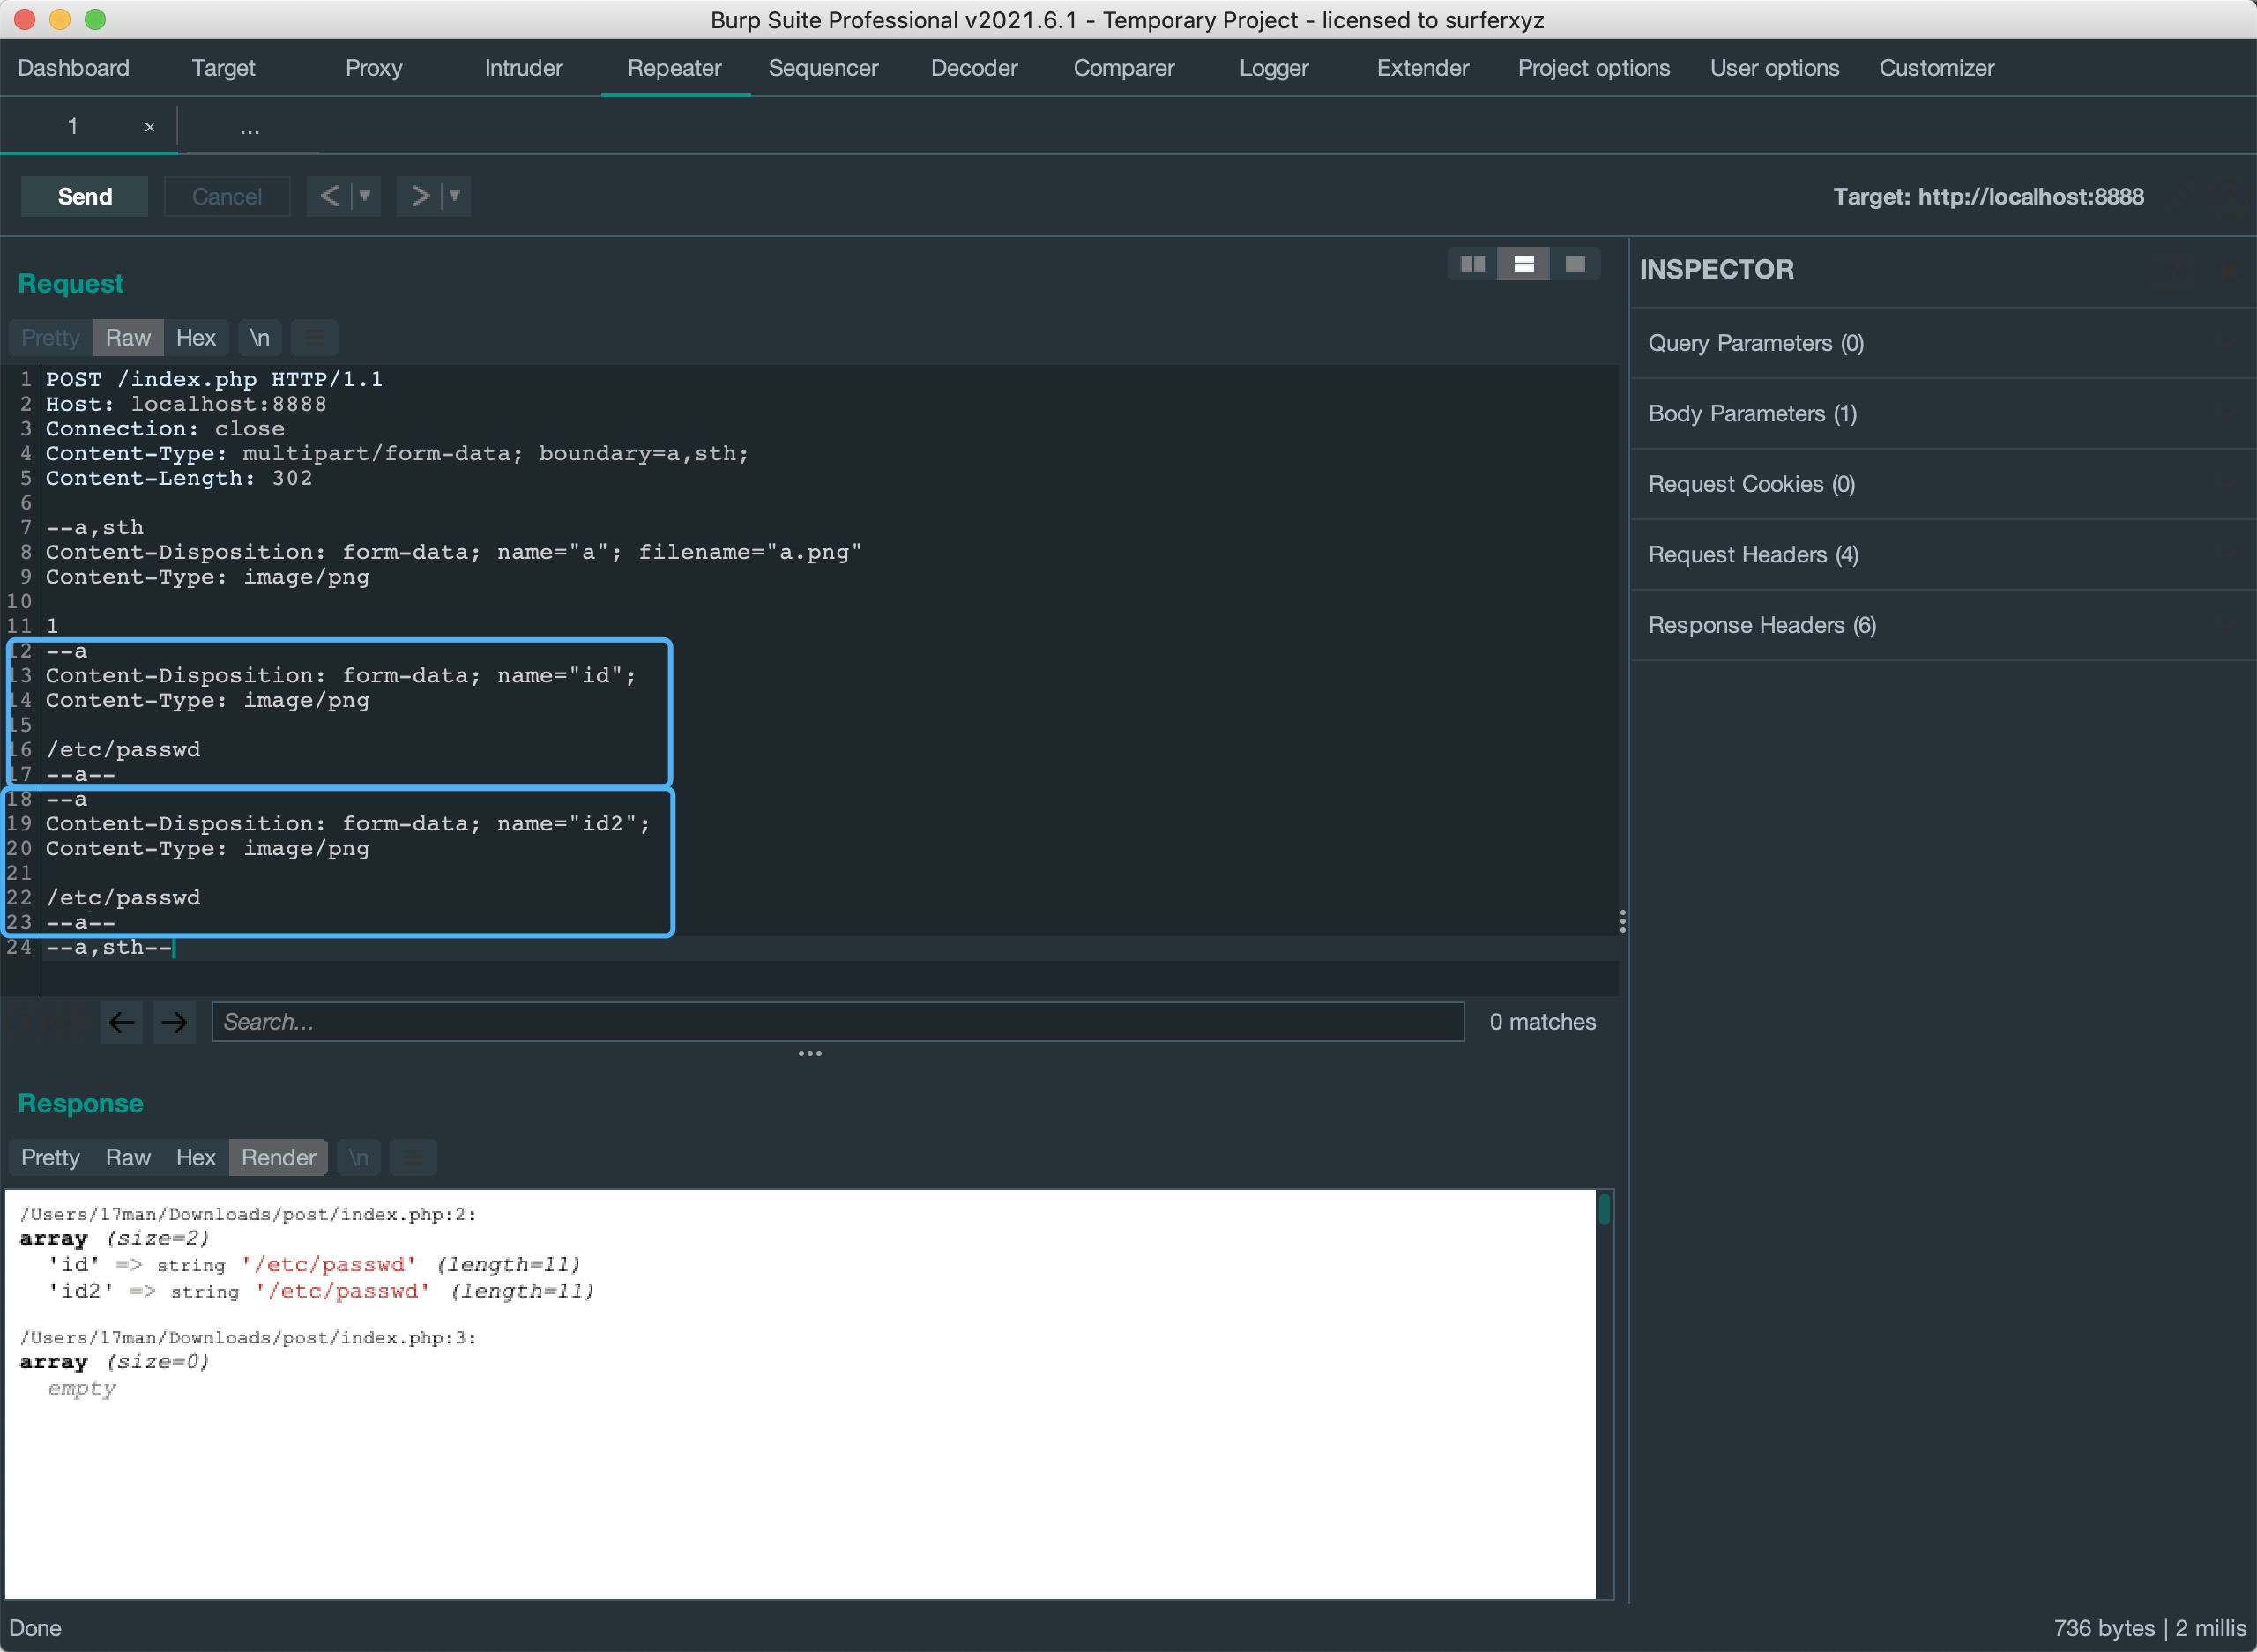 Burp Suite Professional v2021.6.1 - Temporary Project - licensed to surferxyz
Dashboard Target Proxy Intruder Repeater Sequencer Decoder Comparer Logger Extender Project options User options Customizer
1 × ...
Send Cancel < | ▼ > | ▼ Target: http://localhost:8888
Request
Pretty Raw Hex \n
1 POST /index.php HTTP/1.1
2 Host: localhost:8888
3 Connection: close
4 Content-Type: multipart/form-data; boundary=a,sth;
5 Content-Length: 302
6
7 --a,sth
8 Content-Disposition: form-data; name="a"; filename="a.png"
9 Content-Type: image/png
10
11 1
12 --a
13 Content-Disposition: form-data; name="id";
14 Content-Type: image/png
15
16 /etc/passwd
17 --a--
18 --a
19 Content-Disposition: form-data; name="id2";
20 Content-Type: image/png
21
22 /etc/passwd
23 --a--
24 --a,sth--
Search... 0 matches
Response
Pretty Raw Hex Render \n
/Users/17man/Downloads/post/index.php:2:
array (size=2)
'id' => string '/etc/passwd' (length=11)
'id2' => string '/etc/passwd' (length=11)
/Users/17man/Downloads/post/index.php:3:
array (size=0)
empty
INSPECTOR
Query Parameters (0)
Body Parameters (1)
Request Cookies (0)
Request Headers (4)
Response Headers (6)
Done 736 bytes | 2 millis